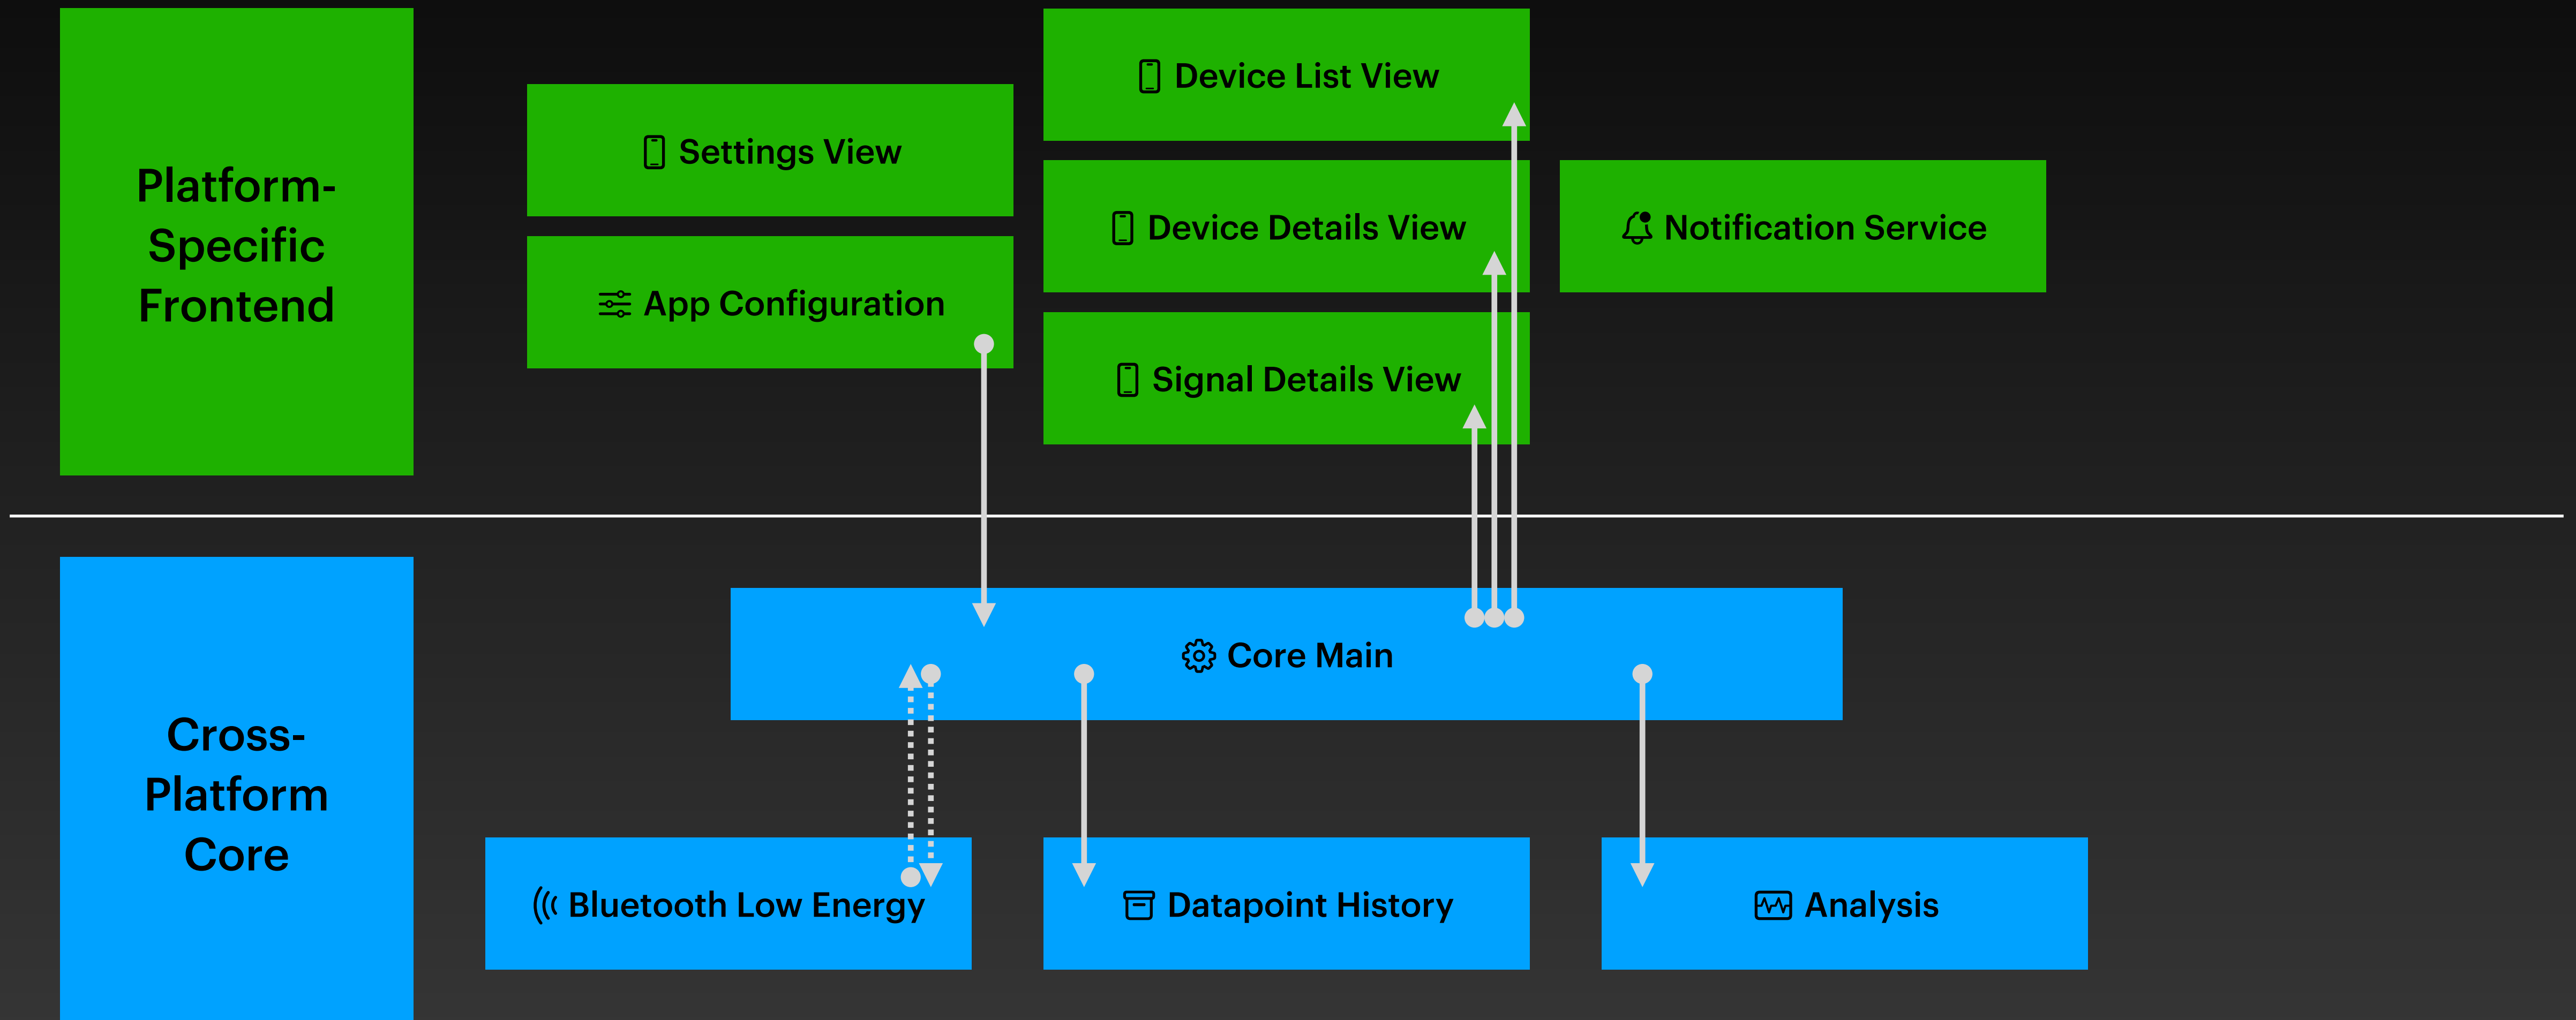 Platform-
Specific
Frontend
Settings View
App Configuration
Device List View
Device Details View
Signal Details View
Notification Service
Cross-
Platform
Core
Core Main
Bluetooth Low Energy
Datapoint History
Analysis